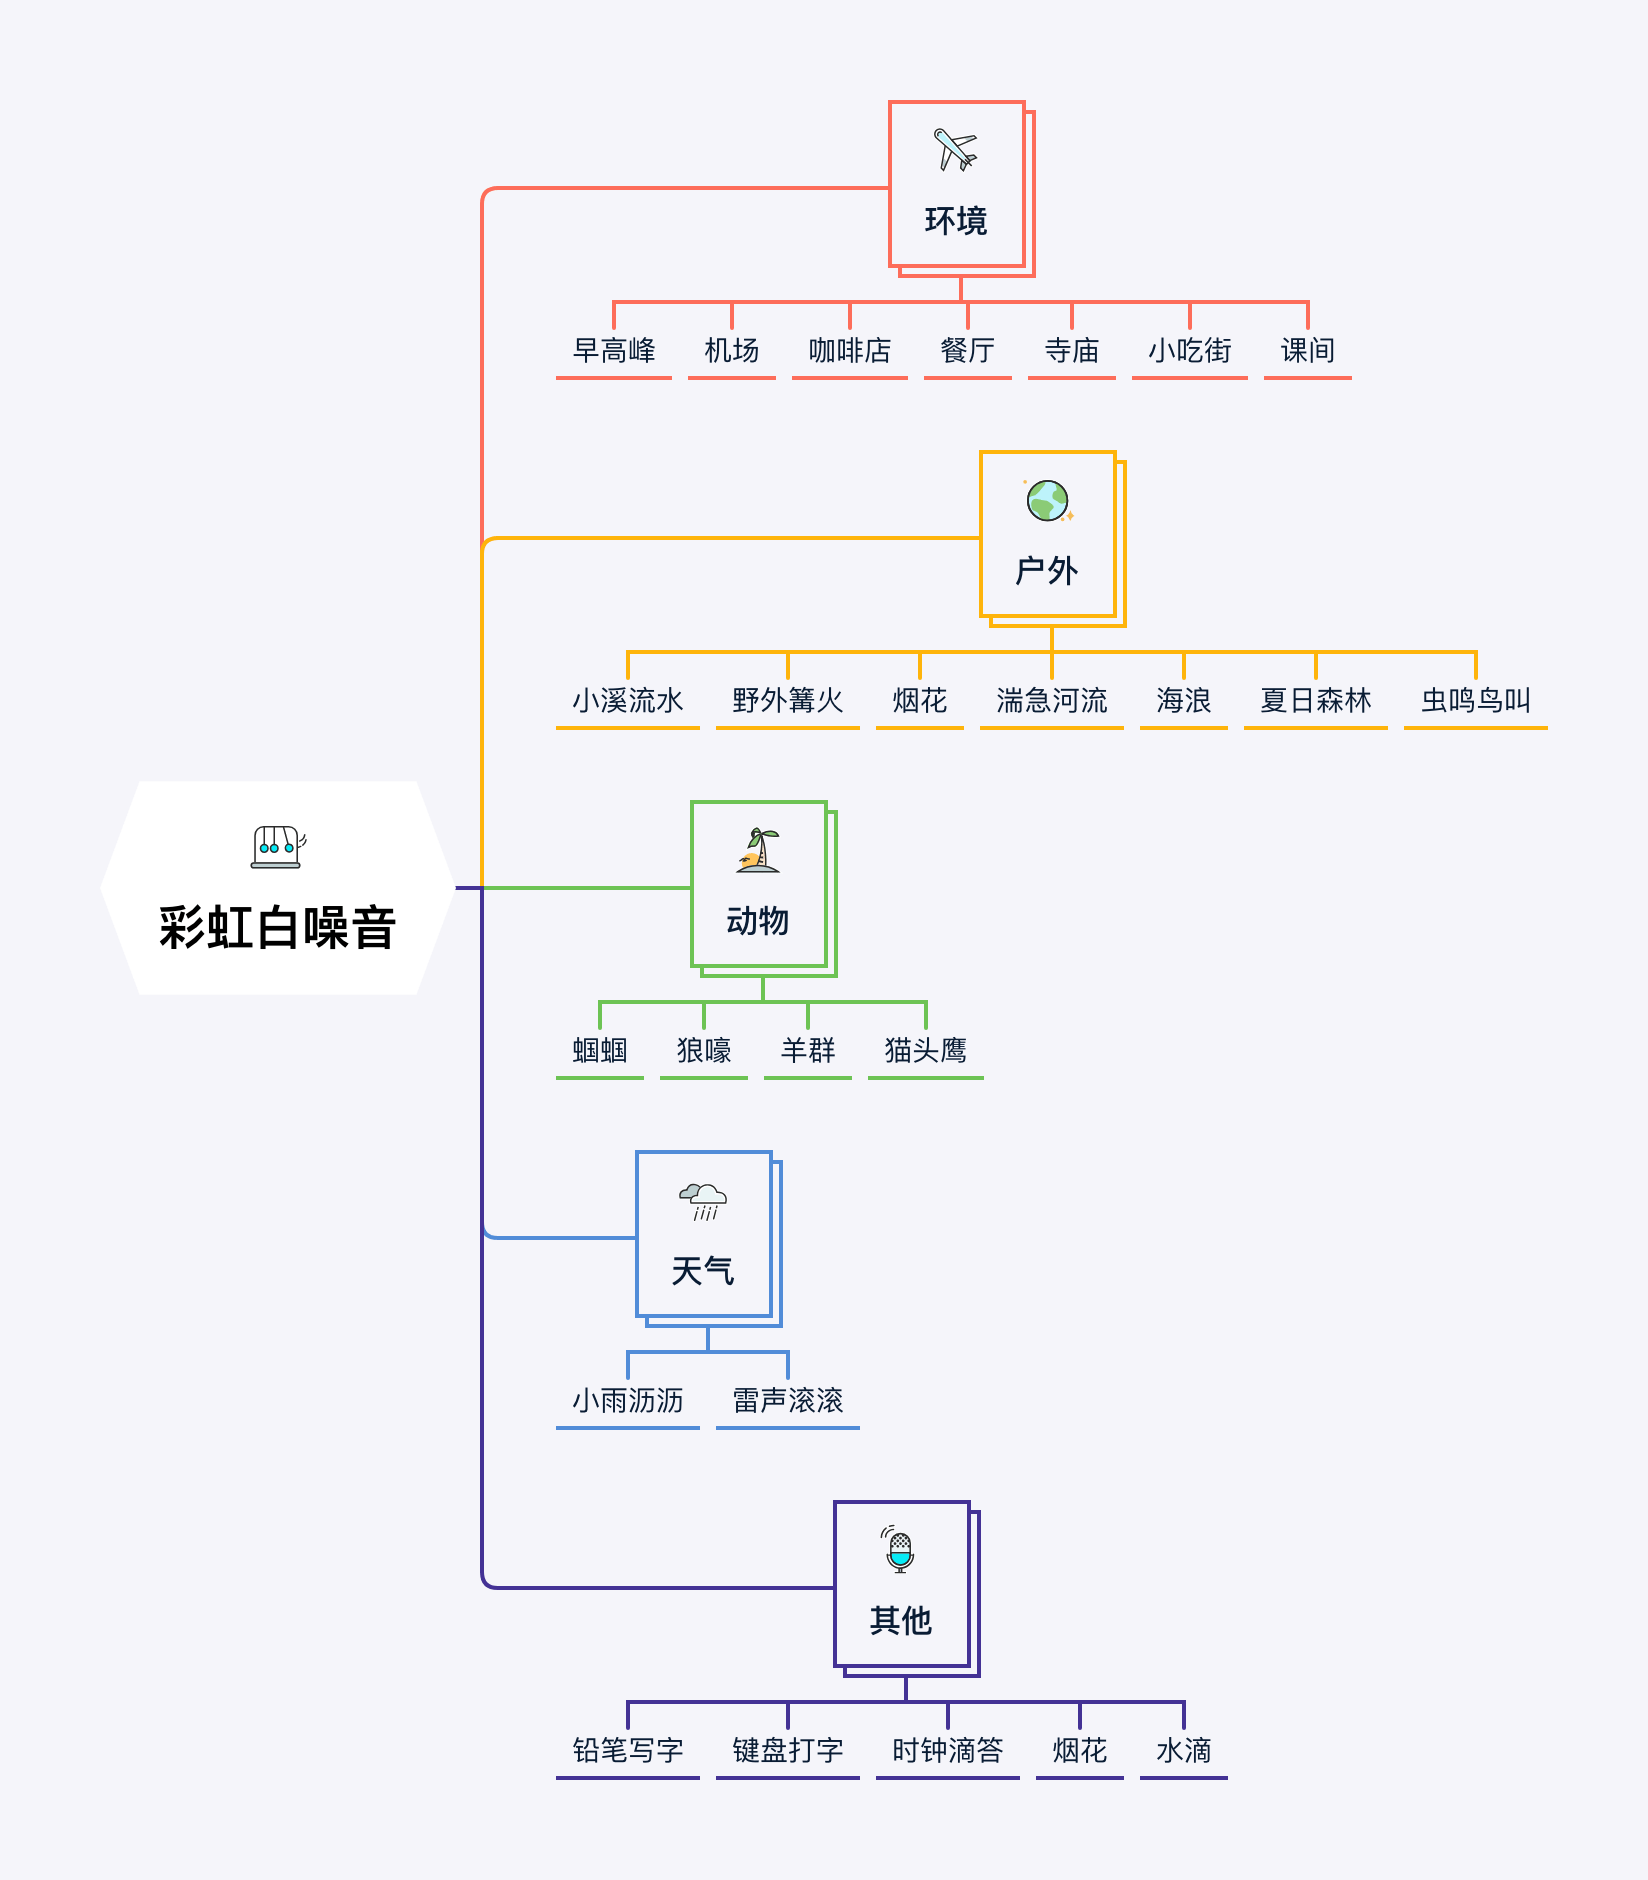 环境
早高峰 机场 咖啡店 餐厅 寺庙 小吃街 课间
户外
小溪流水 野外篝火 烟花 湍急河流 海浪 夏日森林 虫鸣鸟叫
彩虹白噪音
动物
蝈蝈 狼嚎 羊群 猫头鹰
天气
小雨沥沥 雷声滚滚
其他
铅笔写字 键盘打字 时钟滴答 烟花 水滴